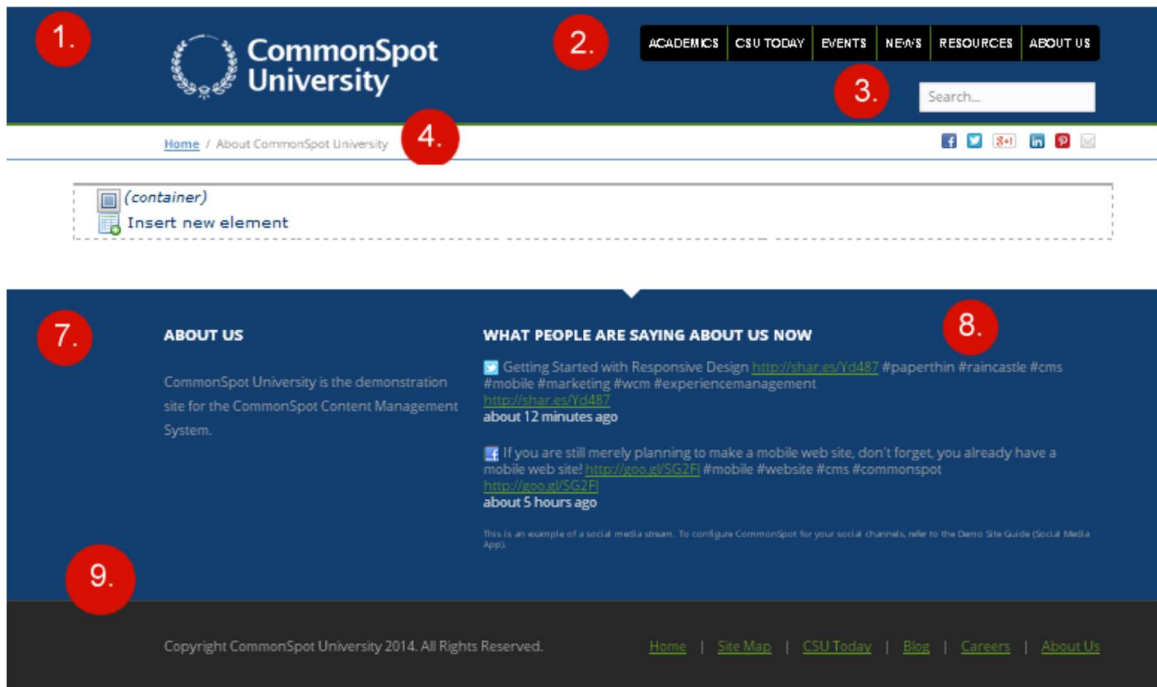 1.
CommonSpot
University
2.
ACADEMICS CSU TODAY EVENTS NEWS RESOURCES ABOUT US
3.
Search...
Home / About CommonSpot University
4.
f g+1 in p
(container)
Insert new element
7.
ABOUT US
CommonSpot University is the demonstration
site for the CommonSpot Content Management
System.
WHAT PEOPLE ARE SAYING ABOUT US NOW
8.
Getting Started with Responsive Design http://shar.es/Yd487 #paperthin #raincastle #cms
#mobile #marketing #wcm #experiencemanagement
http://shar.es/Yd487
about 12 minutes ago
f If you are still merely planning to make a mobile web site, don't forget, you already have a
mobile web site! http://goo.gl/SG2Fl #mobile #website #cms #commonspot
http://goo.gl/SG2Fl
about 5 hours ago
This is an example of a social media stream. To configure CommonSpot for your social channels, refer to the Demo Site Guide (Social Media
App).
9.
Copyright CommonSpot University 2014. All Rights Reserved.
Home | Site Map | CSU Today | Blog | Careers | About Us